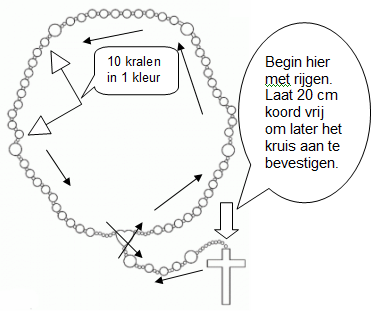 10 kralen
in 1 kleur
Begin hier
met rijgen.
Laat 20 cm
koord vrij
om later het
kruis aan te
bevestigen.